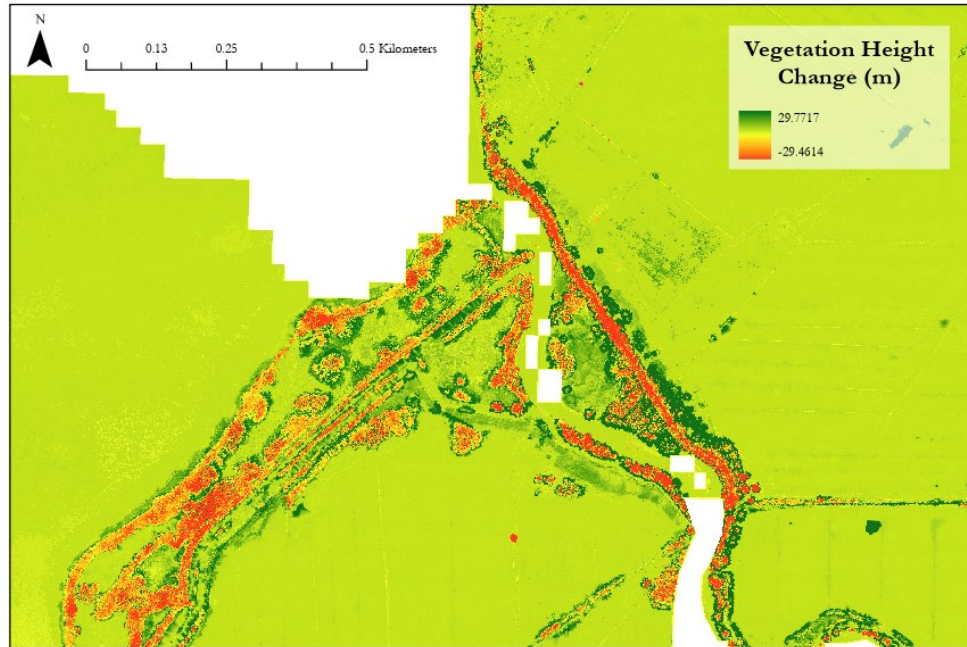 N
0 0.13 0.25 0.5 Kilometers
Vegetation Height
Change (m)
29.7717
-29.4614